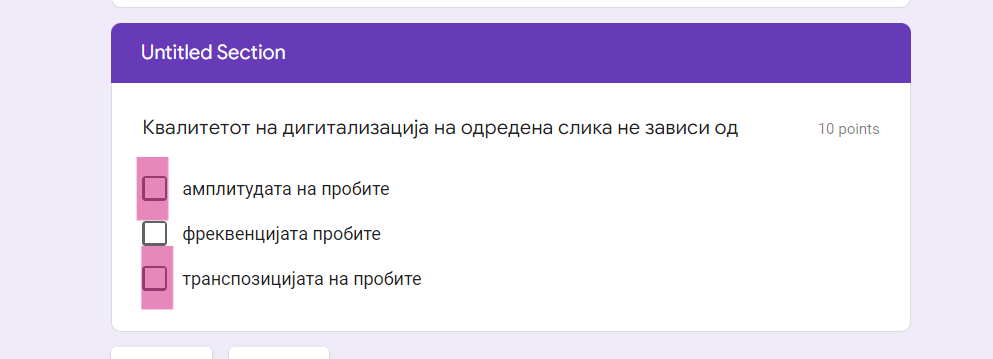 Untitled Section
Квалитетот на дигитализација на одредена слика не зависи од
10 points
амплитудата на пробите
фреквенцијата пробите
транспозицијата на пробите